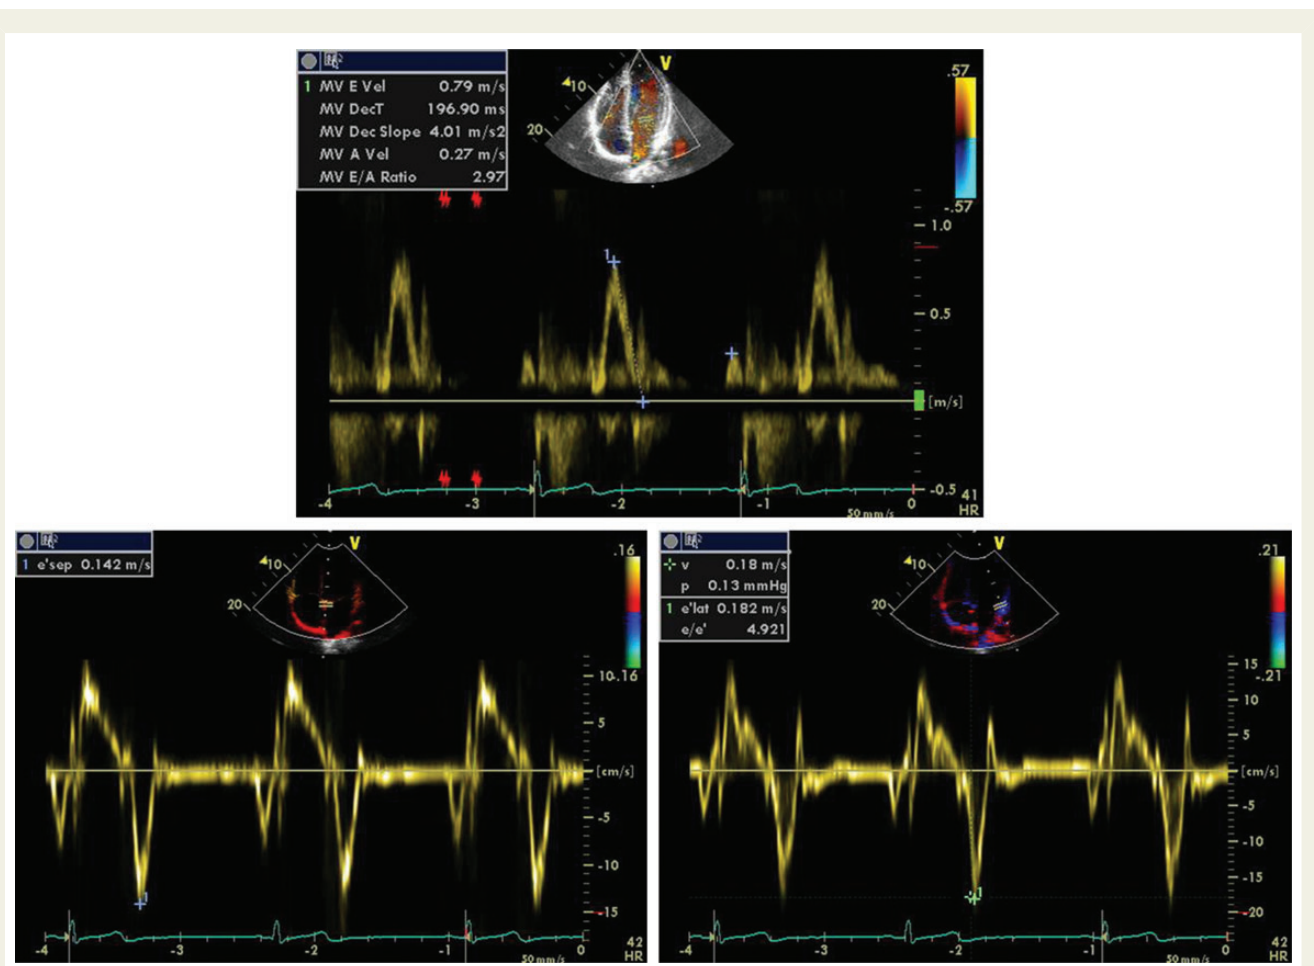 V
1 MV E Vel 0.79 m/s
MV DecT 196.90 ms
MV Dec Slope 4.01 m/s2
MV A Vel 0.27 m/s
MV E/A Ratio 2.97
10
20
.57
-.57
1.0
1
0.5
[m/s]
-0.5
-4 -3 -2 -1 0
41
HR
50 mm/s
V
1 e'sep 0.142 m/s
10
20
.16
-.16
10
5
[cm/s]
-5
-10
1
-15
-4 -3 -2 -1 0
42
HR
50 mm/s
V
v 0.18 m/s
p 0.13 mmHg
1 e'lat 0.182 m/s
e/e' 4.921
10
20
.21
-.21
15
10
5
[cm/s]
-5
-10
-15
1
-20
-4 -3 -2 -1 0
42
HR
50 mm/s